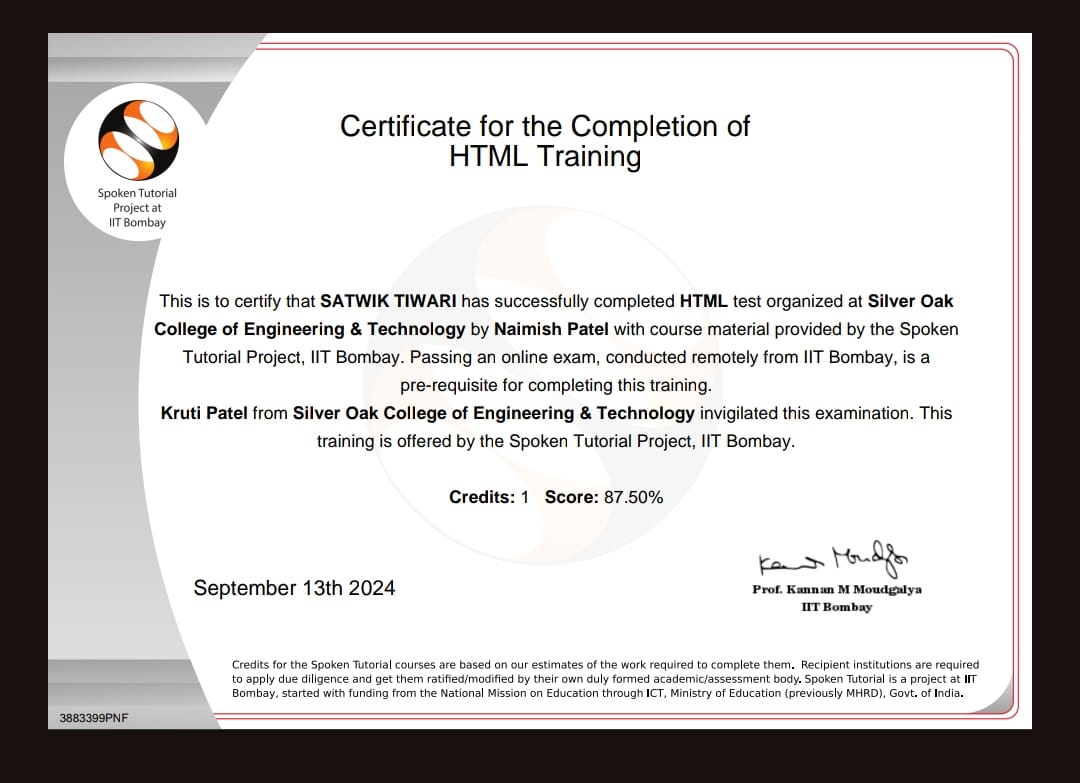 Spoken Tutorial
Project at
IIT Bombay
Certificate for the Completion of
HTML Training
This is to certify that SATWIK TIWARI has successfully completed HTML test organized at Silver Oak
College of Engineering & Technology by Naimish Patel with course material provided by the Spoken
Tutorial Project, IIT Bombay. Passing an online exam, conducted remotely from IIT Bombay, is a
pre-requisite for completing this training.
Kruti Patel from Silver Oak College of Engineering & Technology invigilated this examination. This
training is offered by the Spoken Tutorial Project, IIT Bombay.
Credits: 1 Score: 87.50%
September 13th 2024
Prof. Kannan M Moudgalya
IIT Bombay
Credits for the Spoken Tutorial courses are based on our estimates of the work required to complete them. Recipient institutions are required
to apply due diligence and get them ratified/modified by their own duly formed academic/assessment body. Spoken Tutorial is a project at IIT
Bombay, started with funding from the National Mission on Education through ICT, Ministry of Education (previously MHRD), Govt. of India.
3883399PNF